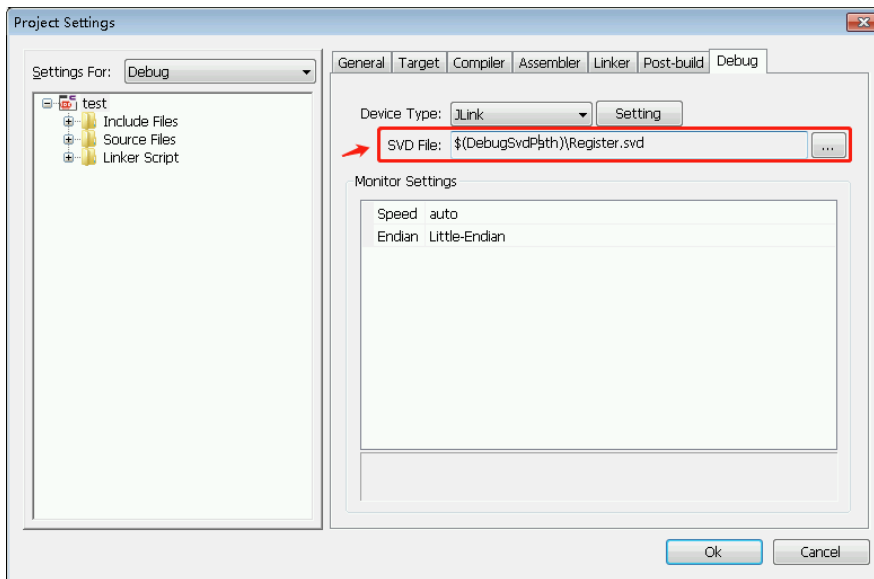 Project Settings
Settings For: Debug
test
Include Files
Source Files
Linker Script
General Target Compiler Assembler Linker Post-build Debug
Device Type: JLink Setting
SVD File: $(DebugSvdPath)\Register.svd ...
Monitor Settings
Speed auto
Endian Little-Endian
Ok Cancel